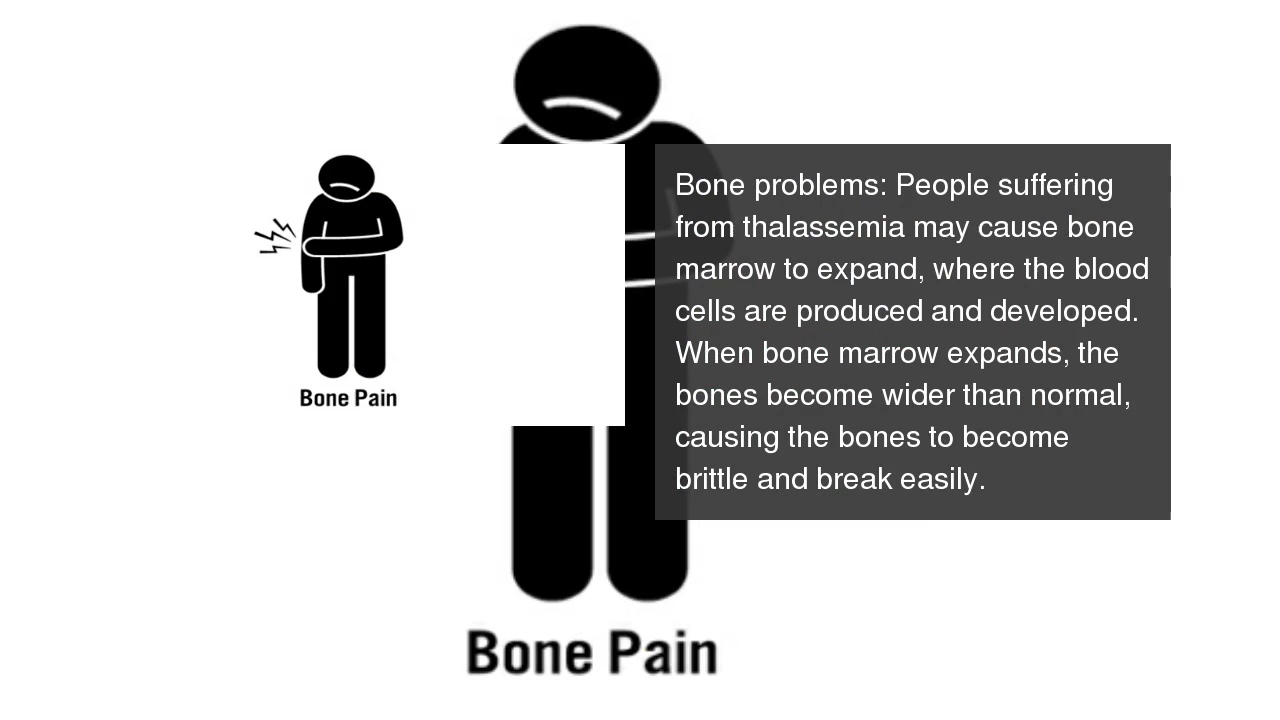 Bone Pain
Bone problems: People suffering
from thalassemia may cause bone
marrow to expand, where the blood
cells are produced and developed.
When bone marrow expands, the
bones become wider than normal,
causing the bones to become
brittle and break easily.
Bone Pain